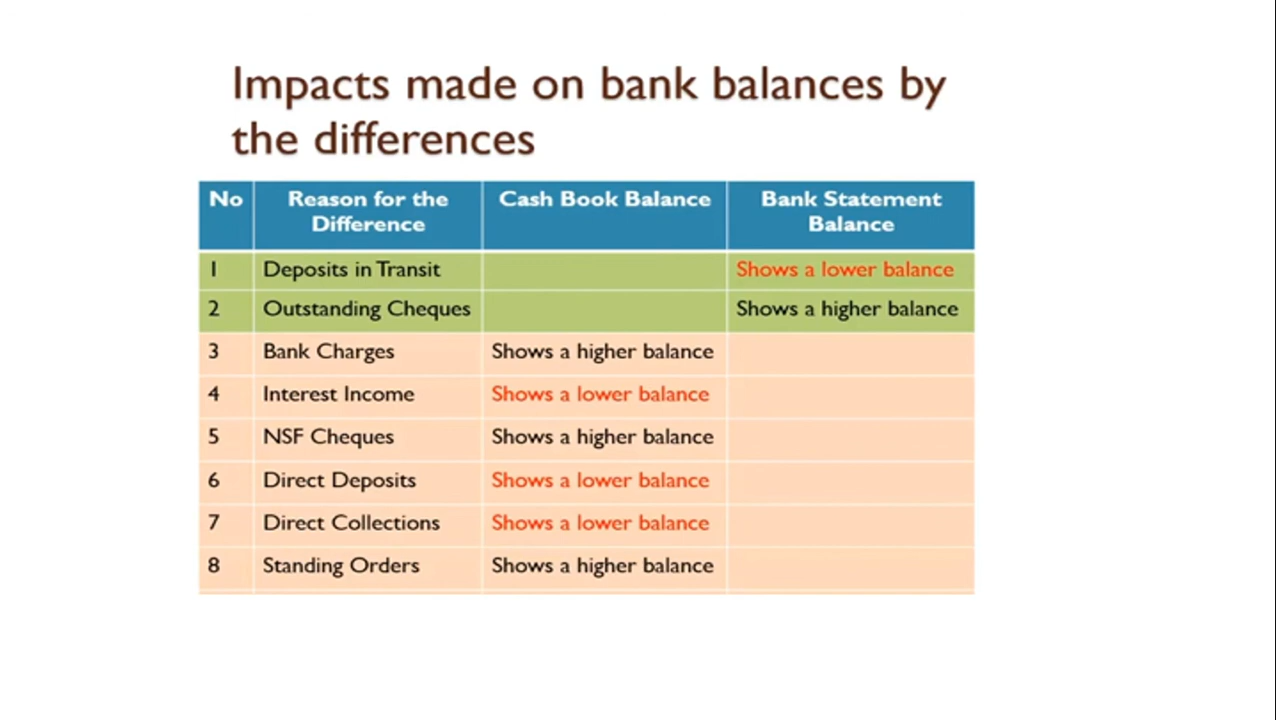 Impacts made on bank balances by
the differences
No Reason for the Difference Cash Book Balance Bank Statement Balance
1 Deposits in Transit Shows a lower balance
2 Outstanding Cheques Shows a higher balance
3 Bank Charges Shows a higher balance
4 Interest Income Shows a lower balance
5 NSF Cheques Shows a higher balance
6 Direct Deposits Shows a lower balance
7 Direct Collections Shows a lower balance
8 Standing Orders Shows a higher balance